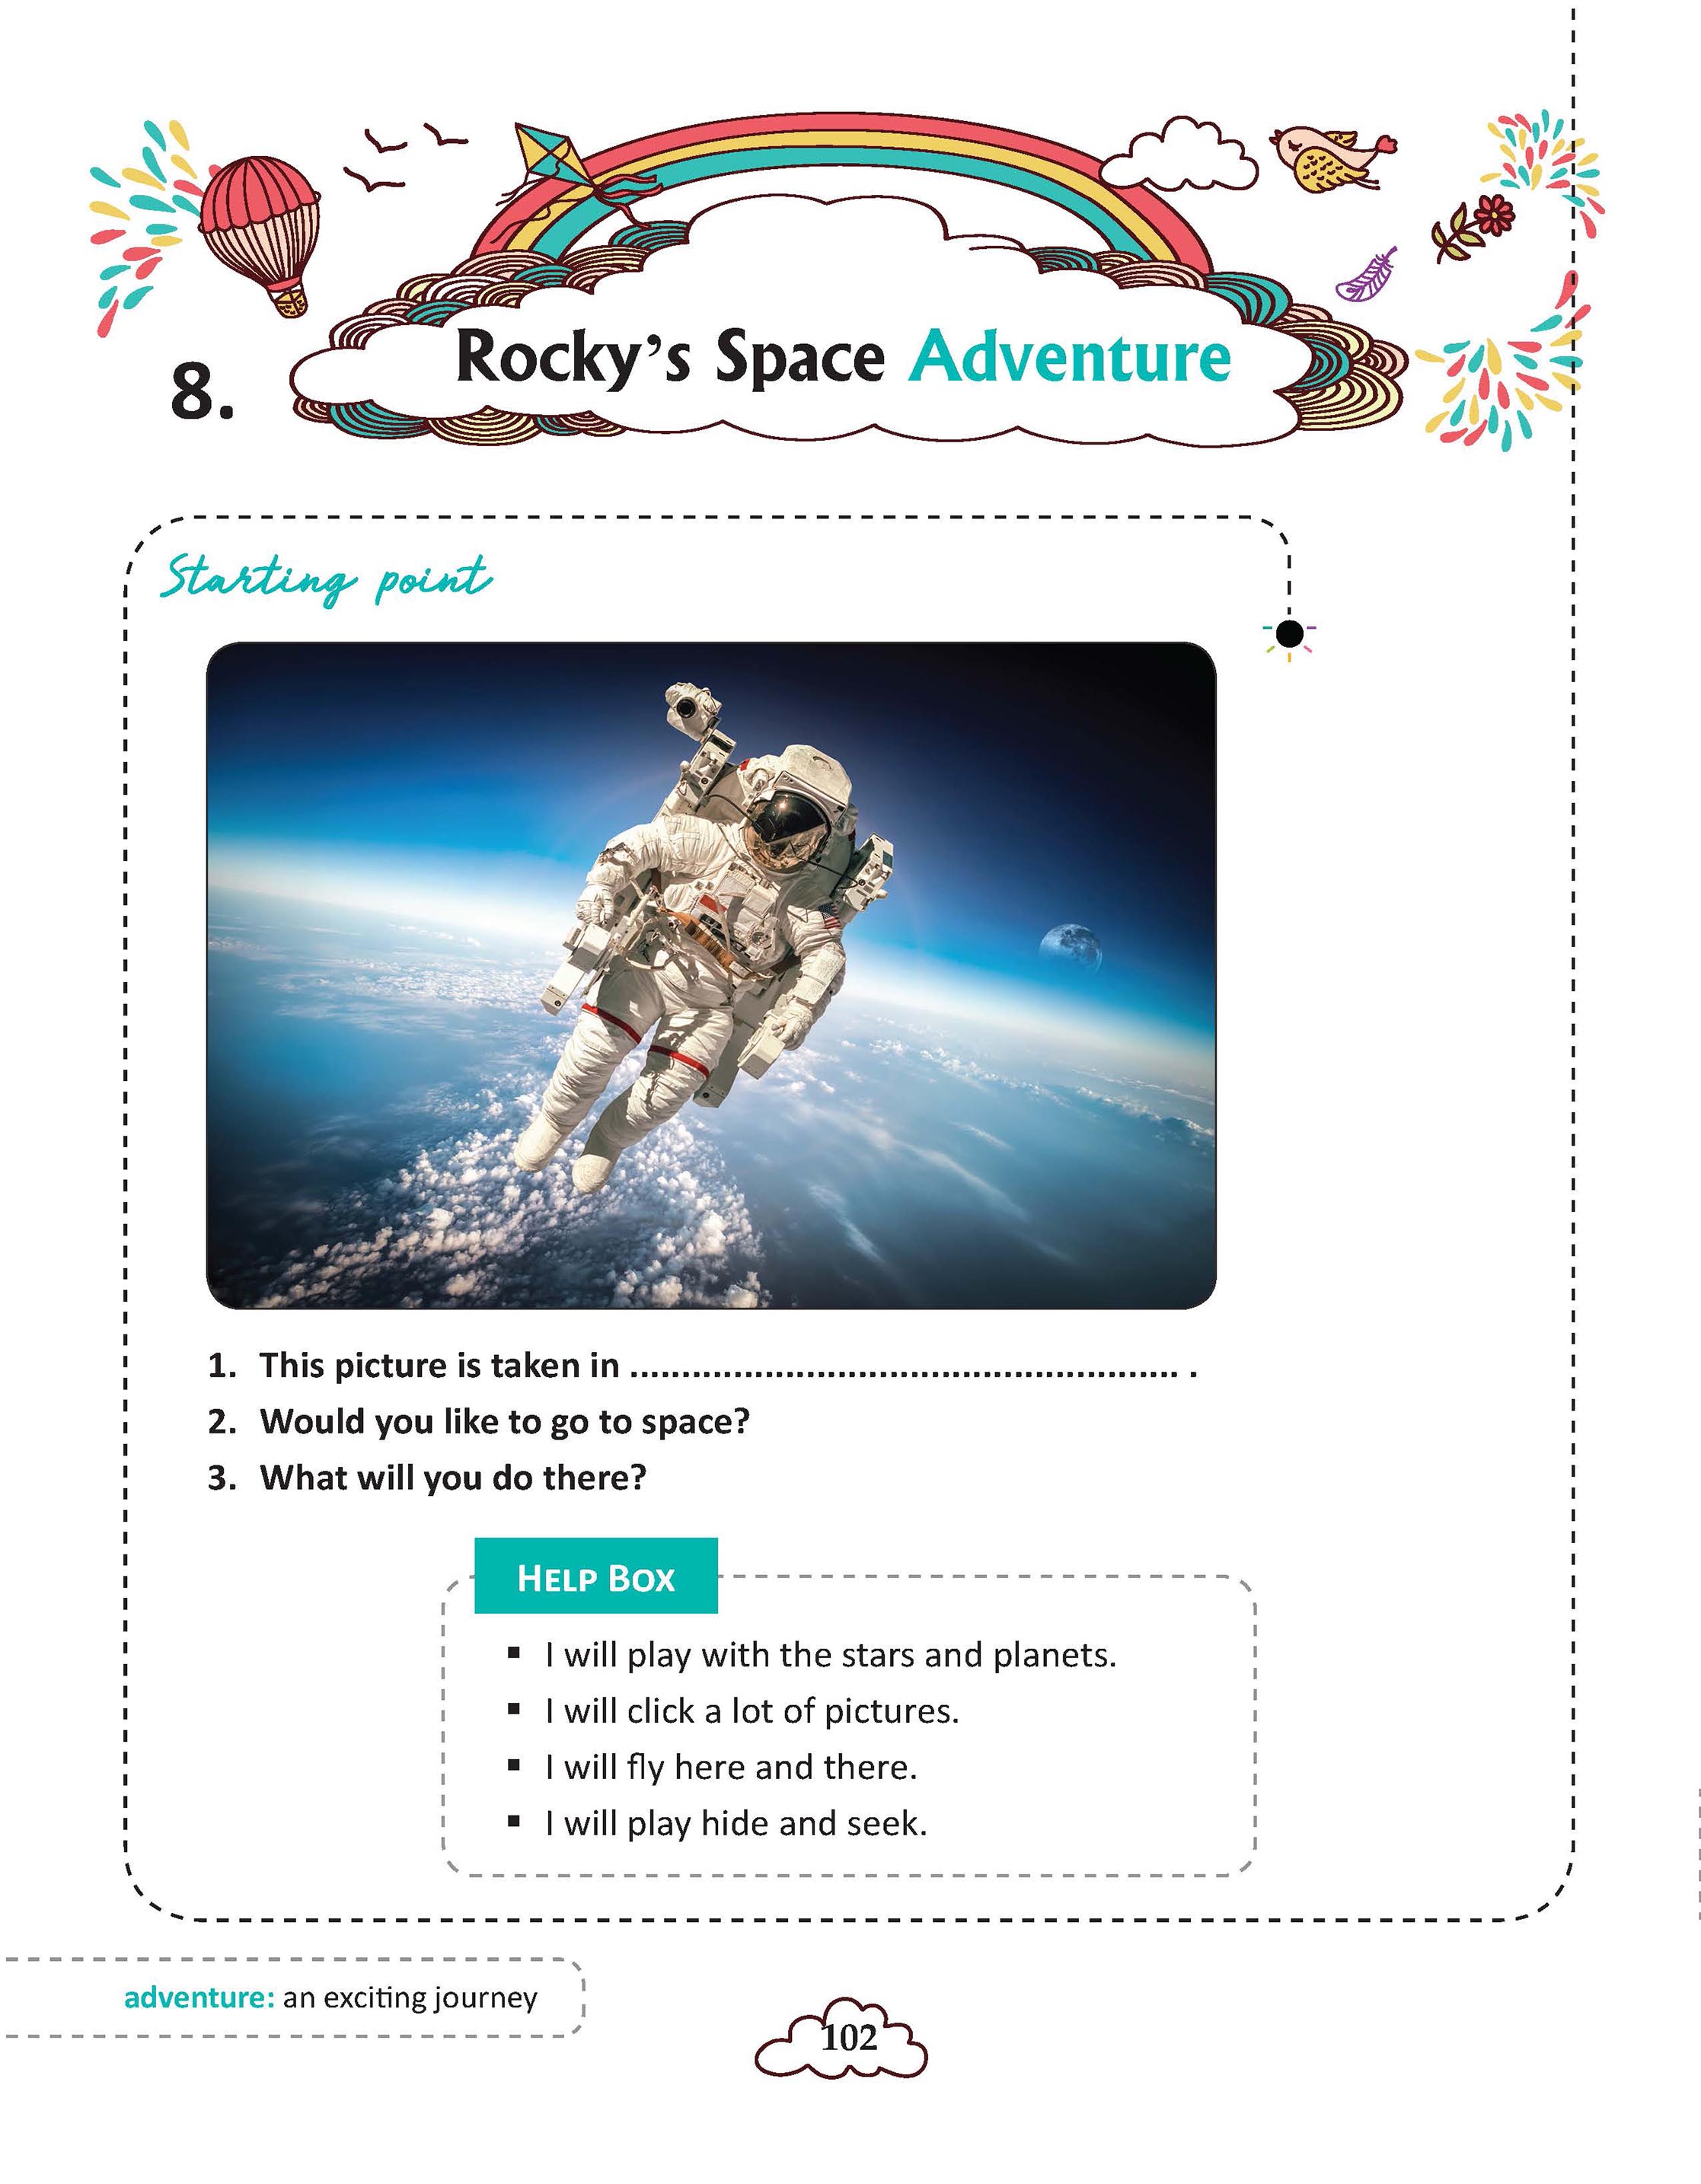 8.
Rocky's Space Adventure
Starting point
1. This picture is taken in ..................................................... .
2. Would you like to go to space?
3. What will you do there?
HELP BOX
▪ I will play with the stars and planets.
▪ I will click a lot of pictures.
▪ I will fly here and there.
▪ I will play hide and seek.
adventure: an exciting journey
102